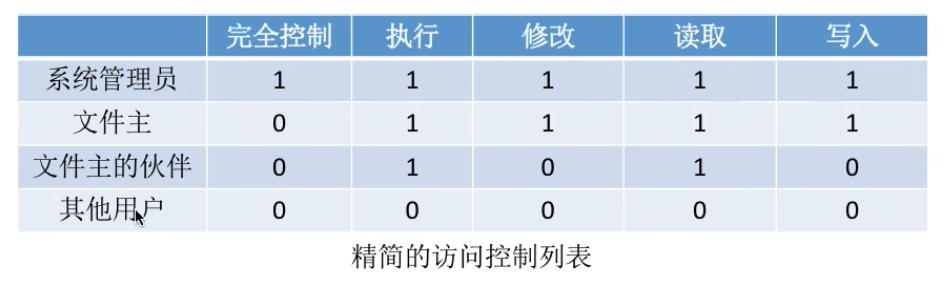 完全控制 执行 修改 读取 写入
系统管理员 1 1 1 1 1
文件主 0 1 1 1 1
文件主的伙伴 0 1 0 1 0
其他用户 0 0 0 0 0
精简的访问控制列表